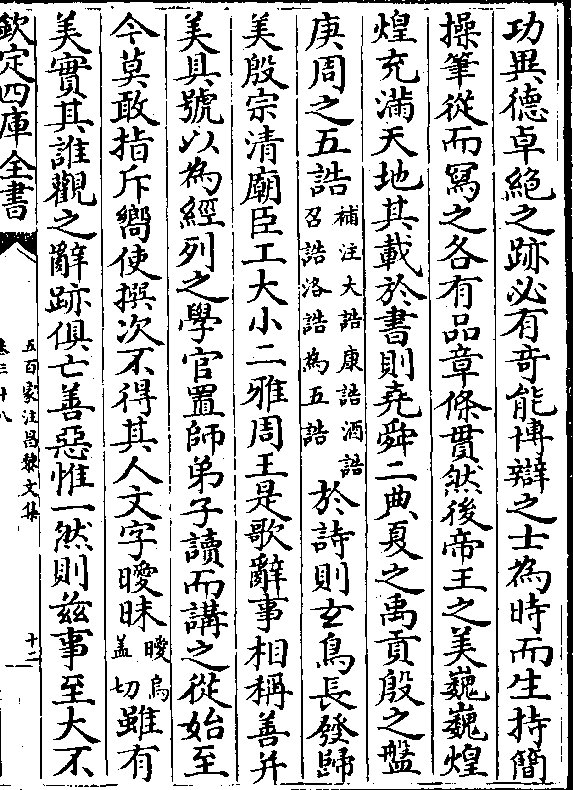 功異德卓絶之跡必有竒能博辯之士為時而生持簡
操筆從而寫之各有品章條貫然後帝王之美巍巍煌
煌充滿天地其載於書則堯舜二典夏之禹貢殷之盤
庚周之五誥補注大誥康誥酒誥召誥洛誥為五誥於詩則玄鳥長發歸
美殷宗清廟臣工大小二雅周王是歌辭事相稱善并
美具號以為經列之學官置師弟子讀而講之從始至
今莫敢指斥嚮使撰次不得其人文字曖昧曖烏蓋切雖有
美實其誰觀之辭跡俱亡善惡惟一然則兹事至大不
欽定四庫全書
五百家注昌黎文集
卷三十八
十二